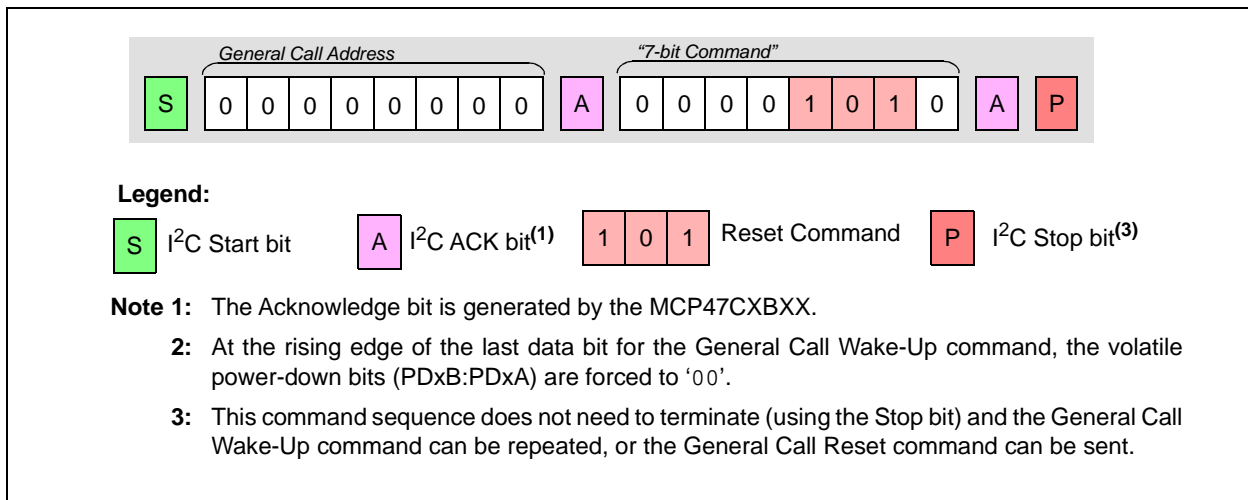 General Call Address “7-bit Command”
S 0 0 0 0 0 0 0 0 A 0 0 0 0 1 0 1 0 A P
Legend:
S I²C Start bit A I²C ACK bit(1) 1 0 1 Reset Command P I²C Stop bit(3)
Note 1: The Acknowledge bit is generated by the MCP47CXBXX.
2: At the rising edge of the last data bit for the General Call Wake-Up command, the volatile
power-down bits (PDxB:PDxA) are forced to ‘00’.
3: This command sequence does not need to terminate (using the Stop bit) and the General Call
Wake-Up command can be repeated, or the General Call Reset command can be sent.